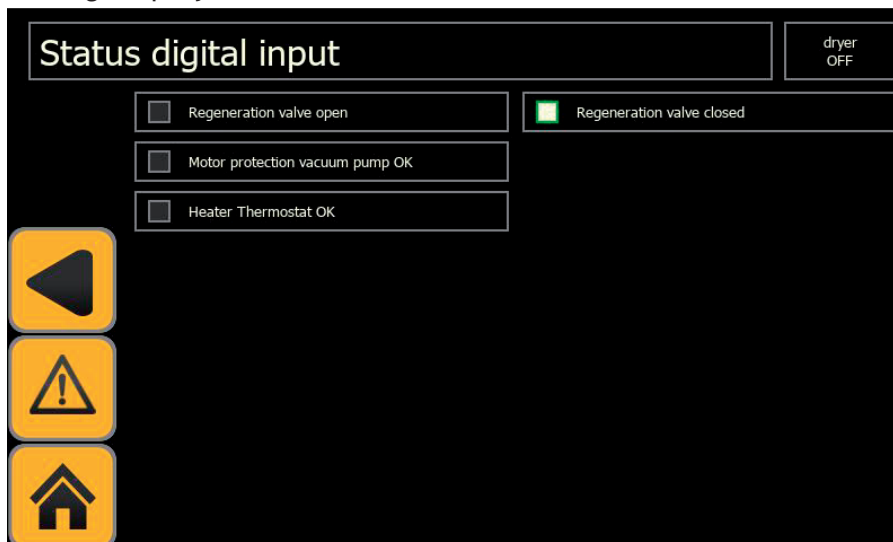 Status digital input
dryer
OFF
Regeneration valve open
Regeneration valve closed
Motor protection vacuum pump OK
Heater Thermostat OK